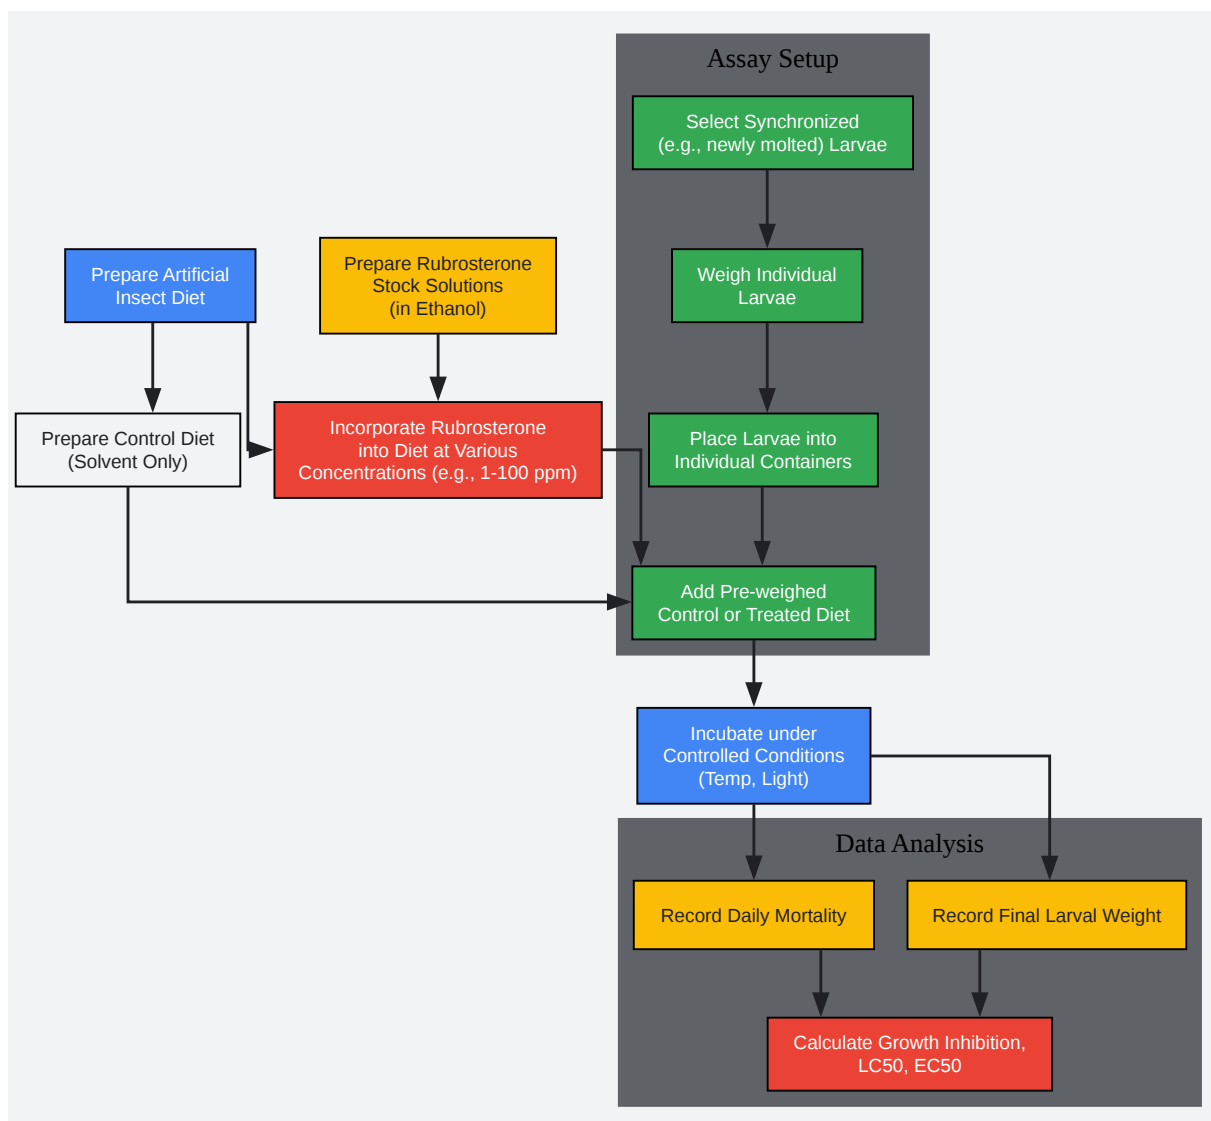 Assay Setup
Select Synchronized
(e.g., newly molted) Larvae
Prepare Artificial
Insect Diet
Prepare Rubrosterone
Stock Solutions
(in Ethanol)
Weigh Individual
Larvae
Prepare Control Diet
(Solvent Only)
Incorporate Rubrosterone
into Diet at Various
Concentrations (e.g., 1-100 ppm)
Place Larvae into
Individual Containers
Add Pre-weighed
Control or Treated Diet
Incubate under
Controlled Conditions
(Temp, Light)
Data Analysis
Record Daily Mortality
Record Final Larval Weight
Calculate Growth Inhibition,
LC50, EC50